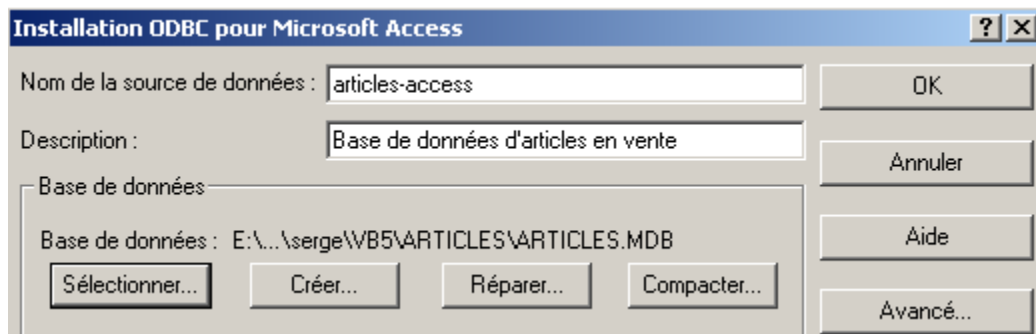 Installation ODBC pour Microsoft Access
Nom de la source de données : articles-access
OK
Description : Base de données d'articles en vente
Annuler
Base de données
Base de données : E:\...\serge\VB5\ARTICLES\ARTICLES.MDB
Aide
Sélectionner... Créer... Réparer... Compacter...
Avancé...